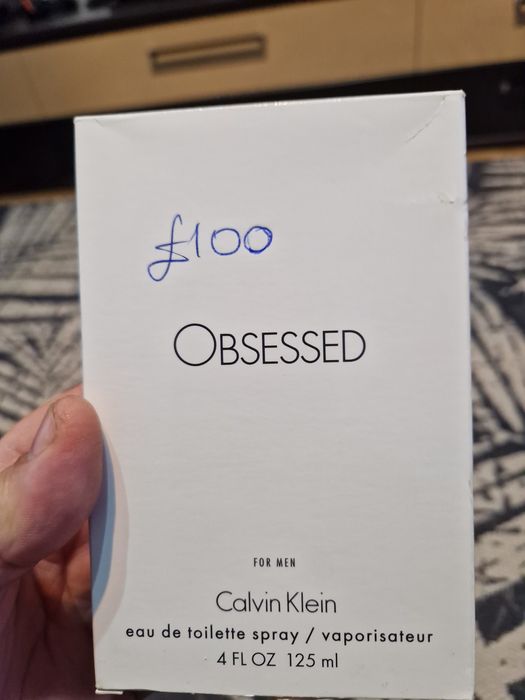 £100
OBSESSED
FOR MEN
Calvin Klein
eau de toilette spray / vaporisateur
4 FL OZ 125 ml